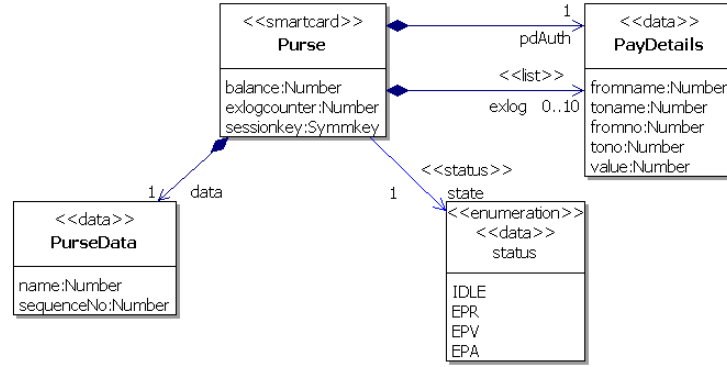 <<smartcard>>
Purse
balance:Number
exlogcounter:Number
sessionkey:Symmkey
1
pdAuth
<<list>>
exlog 0..10
<<data>>
PayDetails
fromname:Number
toname:Number
fromno:Number
tono:Number
value:Number
1 data
<<status>>
1 state
<<data>>
PurseData
name:Number
sequenceNo:Number
<<enumeration>>
<<data>>
status
IDLE
EPR
EPV
EPA